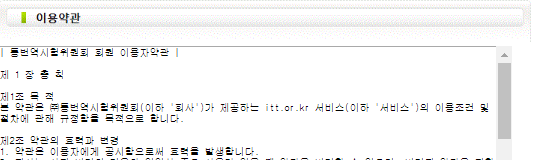 이용약관
| 통번역시험위원회 회원 이용자약관 |
제 1 장 총 칙
제1조 목 적
본 약관은 ㈜통번역시험위원회(이하 '회사')가 제공하는 itt.or.kr 서비스(이하 '서비스')의 이용조건 및
절차에 관해 규정함을 목적으로 합니다.
제2조 약관의 효력과 변경
1. 약관은 이용자에게 공시함으로써 효력을 발생합니다.